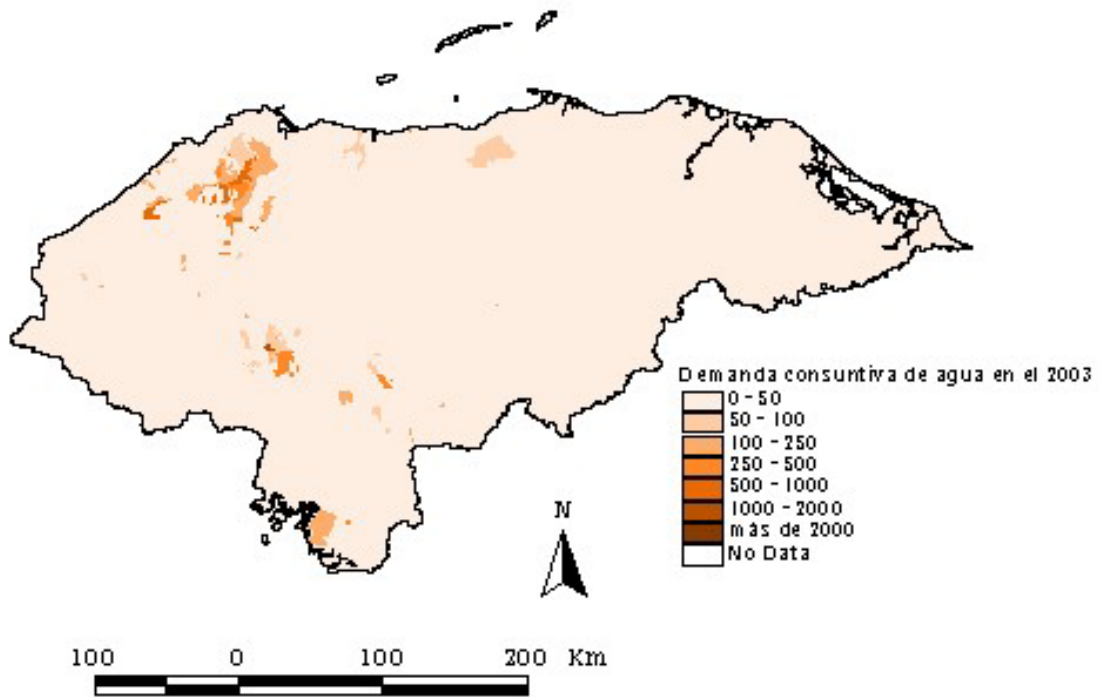 Demanda consuntiva de agua en el 2003
0 - 50
50 - 100
100 - 250
250 - 500
500 - 1000
1000 - 2000
más de 2000
No Data
N
100 0 100 200 Km